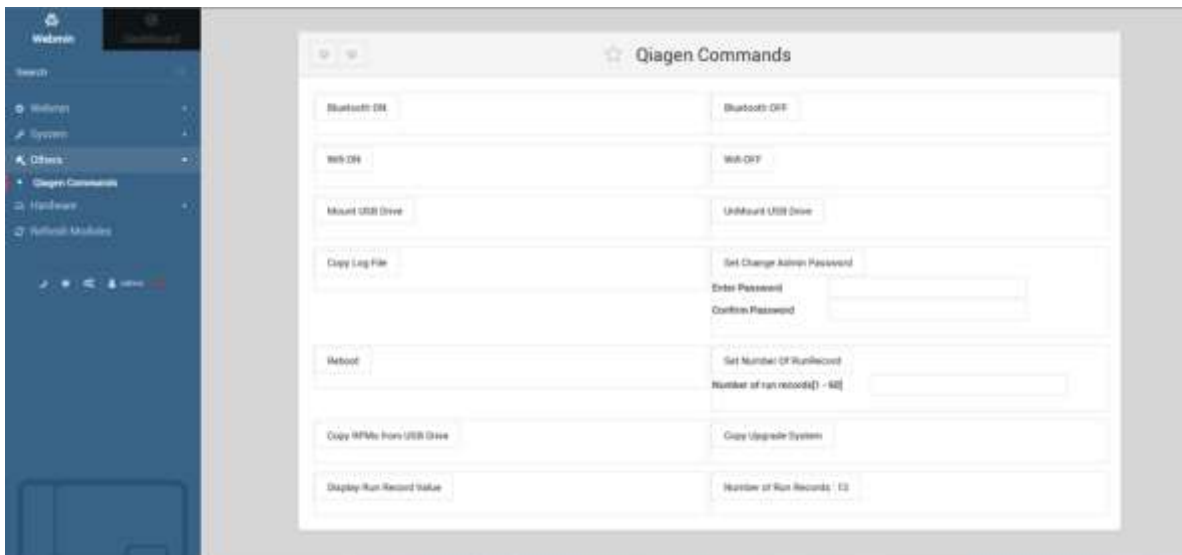 Webmin
Dashboard
Search
Webmin
System
Others
Qiagen Commands
Hardware
Refresh Modules
admin
Qiagen Commands
Bluetooth ON
Bluetooth OFF
Wifi ON
Wifi OFF
Mount USB Drive
UnMount USB Drive
Copy Log File
Set Change Admin Password
Enter Password
Confirm Password
Reboot
Set Number Of RunRecord
Number of run records[1 - 60]
Copy RPMs from USB Drive
Copy Upgrade System
Display Run Record Value
Number of Run Records : 13